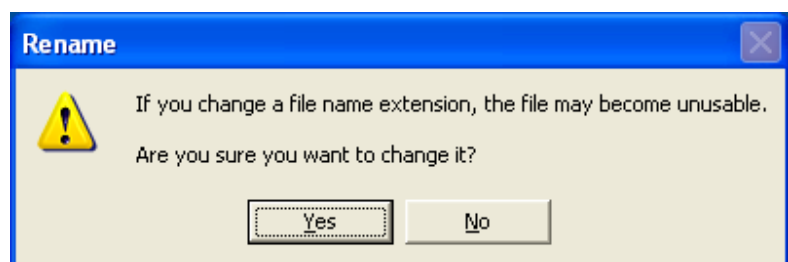 Rename
If you change a file name extension, the file may become unusable.
Are you sure you want to change it?
Yes
No